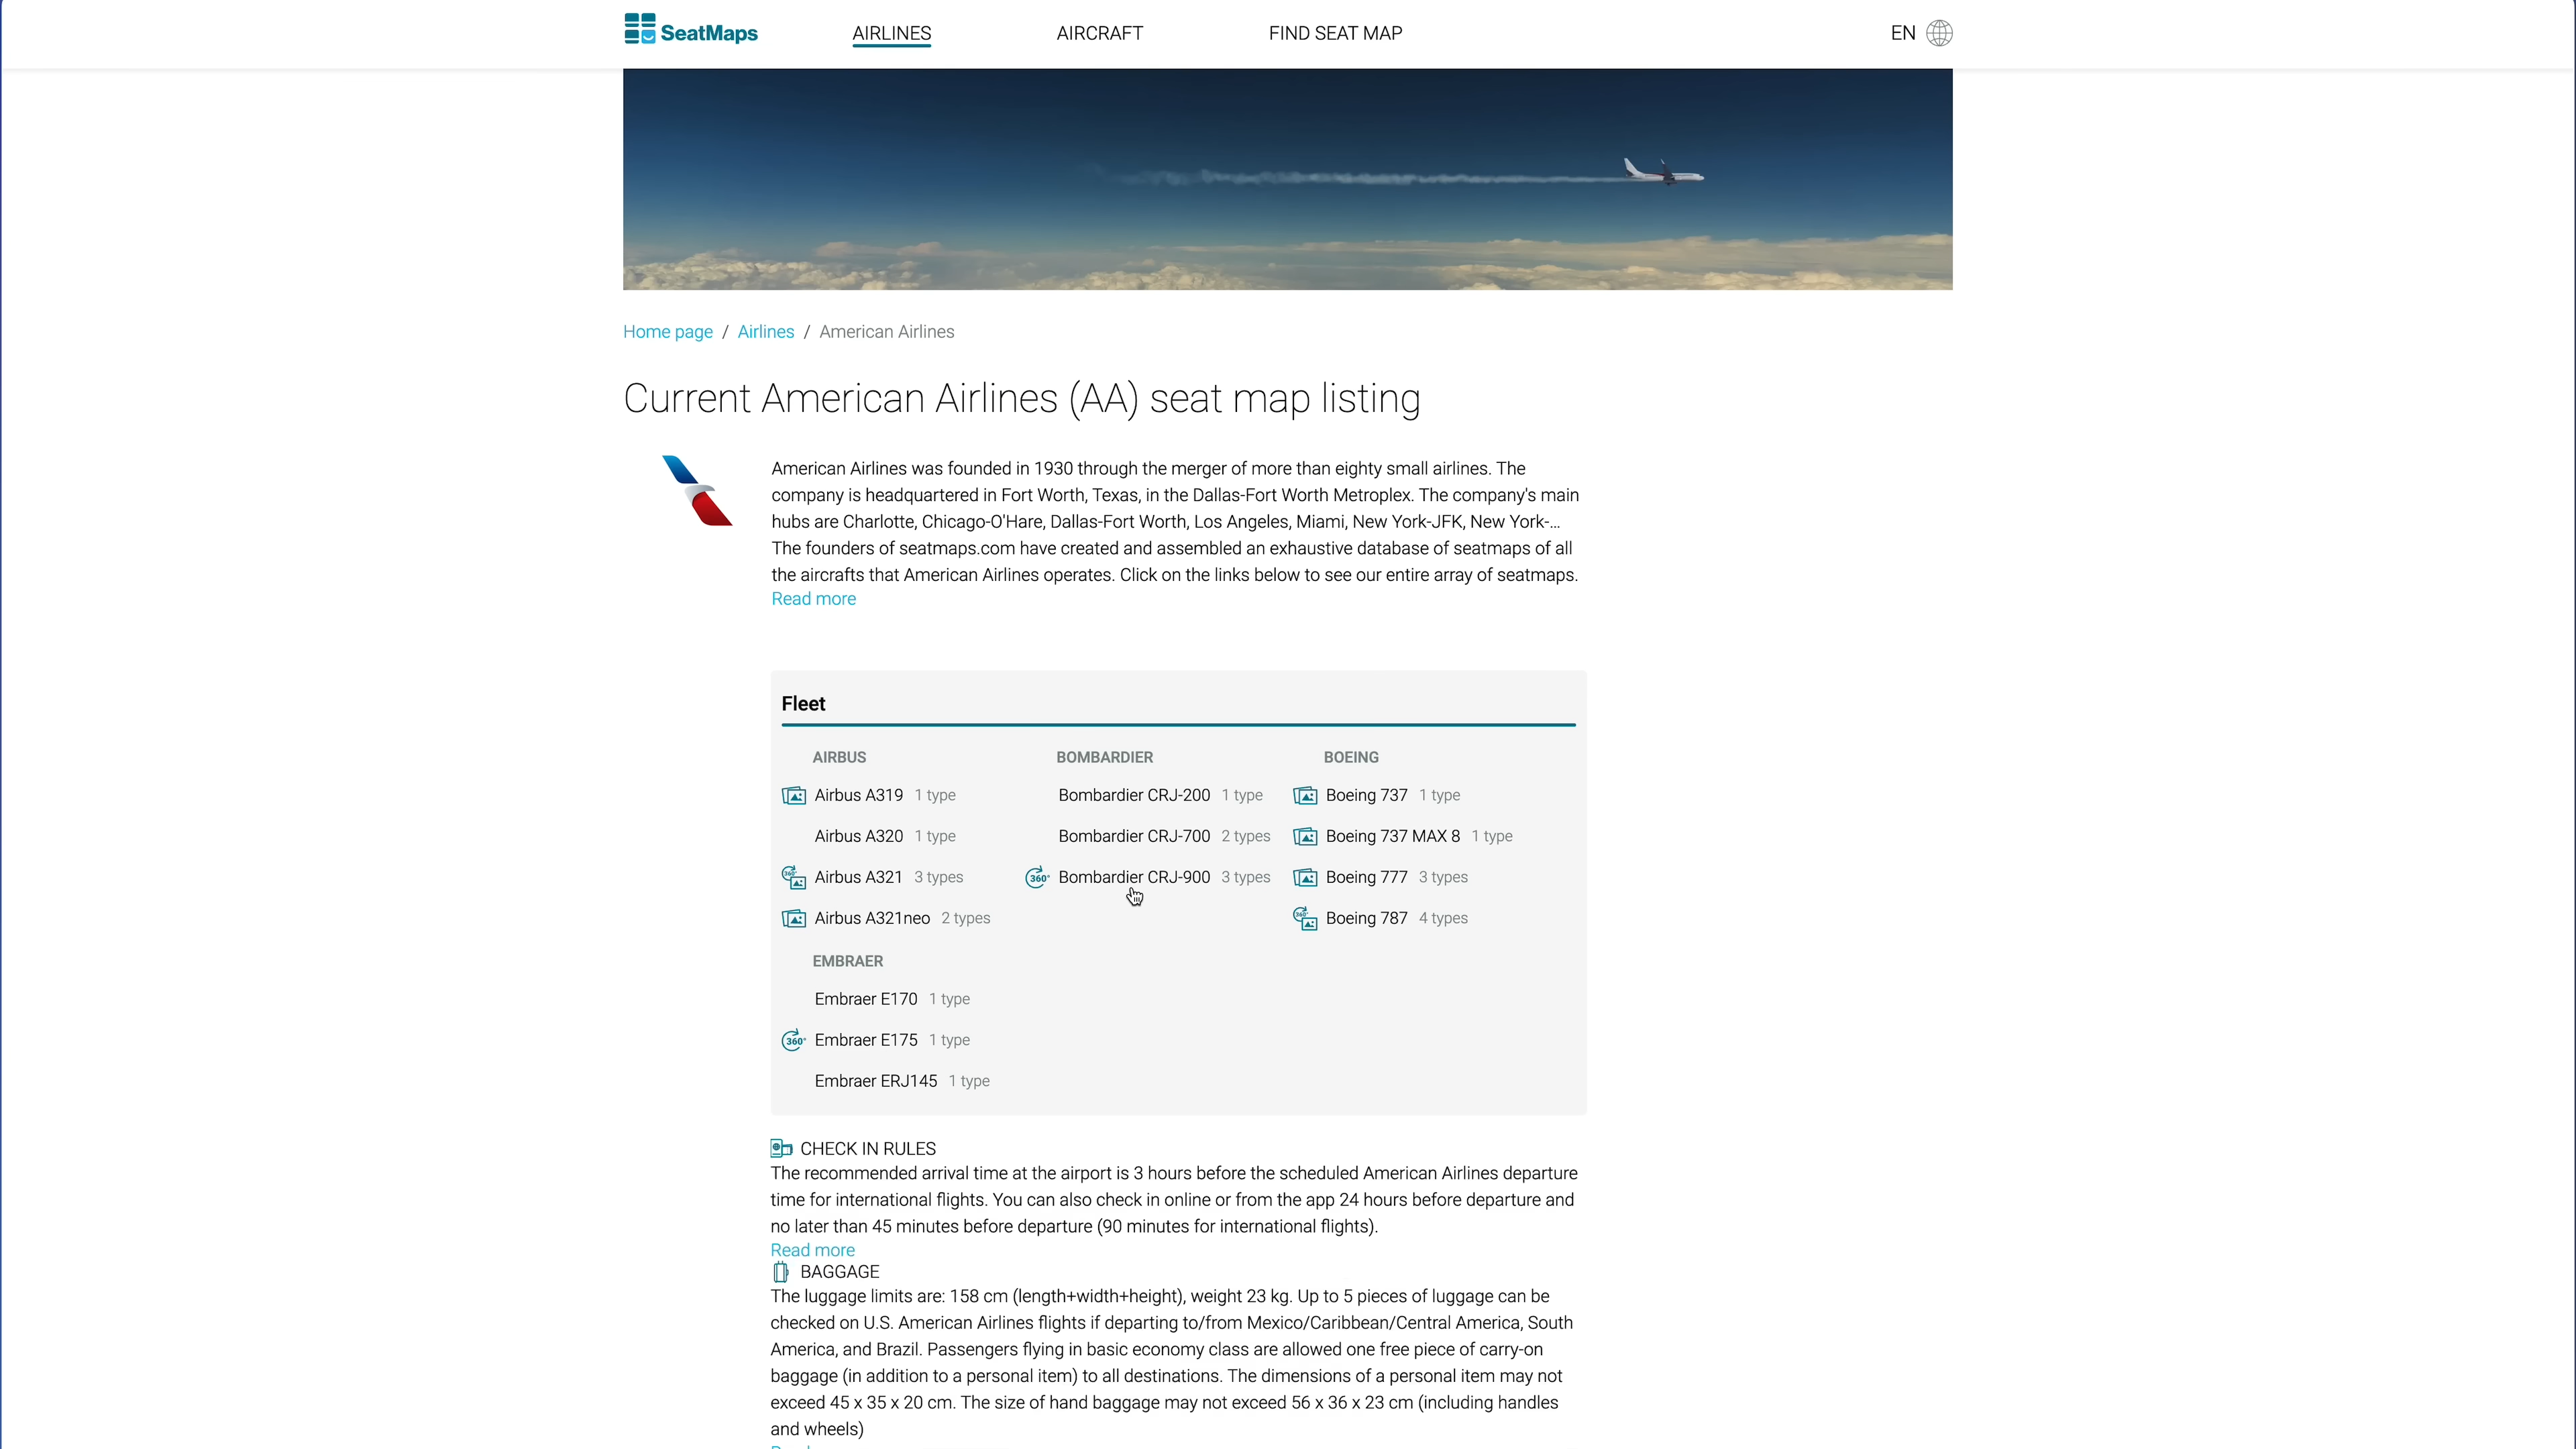 SeatMaps
AIRLINES
AIRCRAFT
FIND SEAT MAP
EN
Home page / Airlines / American Airlines
Current American Airlines (AA) seat map listing
American Airlines was founded in 1930 through the merger of more than eighty small airlines. The
company is headquartered in Fort Worth, Texas, in the Dallas-Fort Worth Metroplex. The company's main
hubs are Charlotte, Chicago-O'Hare, Dallas-Fort Worth, Los Angeles, Miami, New York-JFK, New York-...
The founders of seatmaps.com have created and assembled an exhaustive database of seatmaps of all
the aircrafts that American Airlines operates. Click on the links below to see our entire array of seatmaps.
Read more
Fleet
AIRBUS
Airbus A319 1 type
Airbus A320 1 type
360° Airbus A321 3 types
Airbus A321neo 2 types
BOMBARDIER
Bombardier CRJ-200 1 type
Bombardier CRJ-700 2 types
360° Bombardier CRJ-900 3 types
BOEING
Boeing 737 1 type
Boeing 737 MAX 8 1 type
Boeing 777 3 types
360° Boeing 787 4 types
EMBRAER
Embraer E170 1 type
360° Embraer E175 1 type
Embraer ERJ145 1 type
CHECK IN RULES
The recommended arrival time at the airport is 3 hours before the scheduled American Airlines departure
time for international flights. You can also check in online or from the app 24 hours before departure and
no later than 45 minutes before departure (90 minutes for international flights).
Read more
BAGGAGE
The luggage limits are: 158 cm (length+width+height), weight 23 kg. Up to 5 pieces of luggage can be
checked on U.S. American Airlines flights if departing to/from Mexico/Caribbean/Central America, South
America, and Brazil. Passengers flying in basic economy class are allowed one free piece of carry-on
baggage (in addition to a personal item) to all destinations. The dimensions of a personal item may not
exceed 45 x 35 x 20 cm. The size of hand baggage may not exceed 56 x 36 x 23 cm (including handles
and wheels)